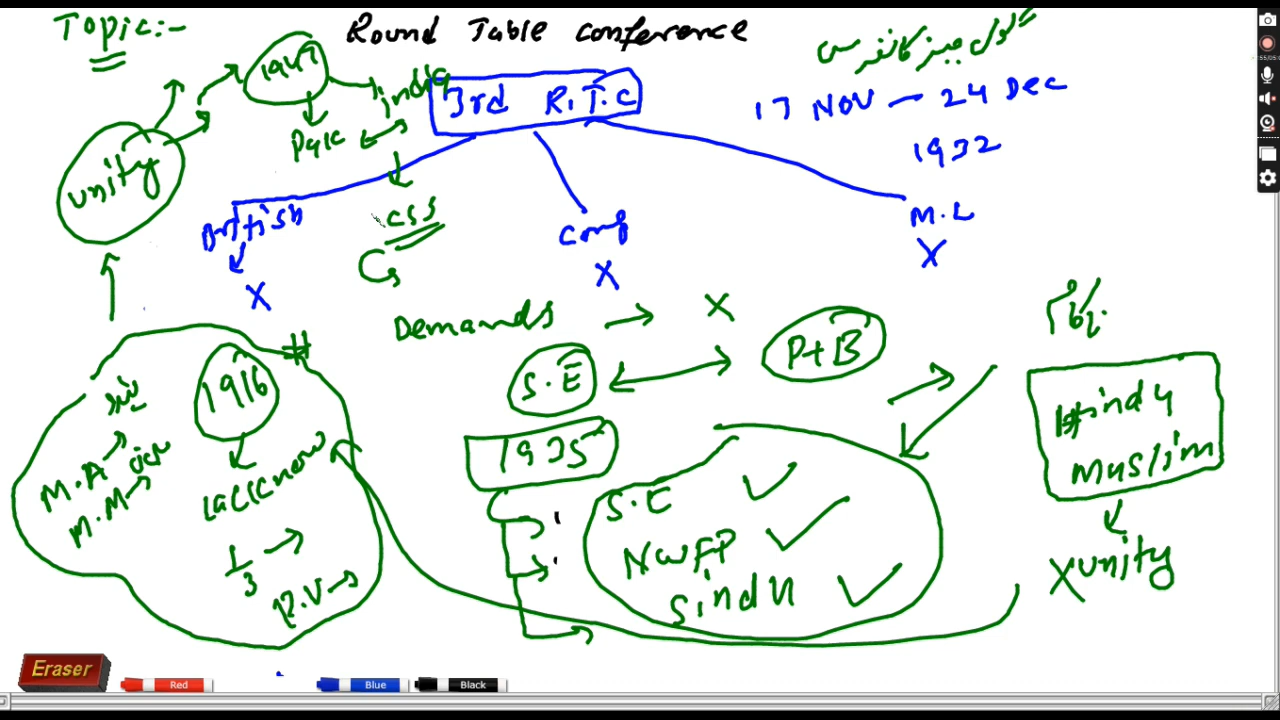 Topic:-
Round Table Conference
گول میز کانفرنس
3rd R.T.C
17 NOV — 24 Dec
1932
1947
india
Pak
unity
CSS
British
X
Cong
X
M.L
X
Demands → X
S.E
P+B
1935
S.E ✓
NWFP ✓
Sindh ✓
Hindu
Muslim
X unity
1916
Lacknow
M.A
M.M
1/3
Eraser
Red
Blue
Black